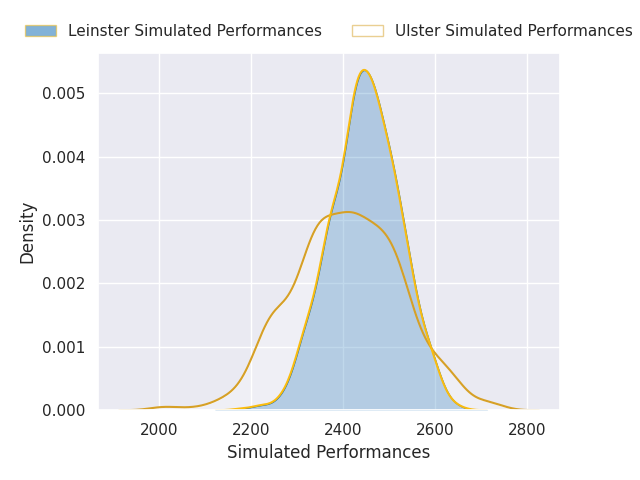 Leinster Simulated Performances
Ulster Simulated Performances
0.005
0.004
0.003
0.002
0.001
0.000
Density
2000 2200 2400 2600 2800
Simulated Performances